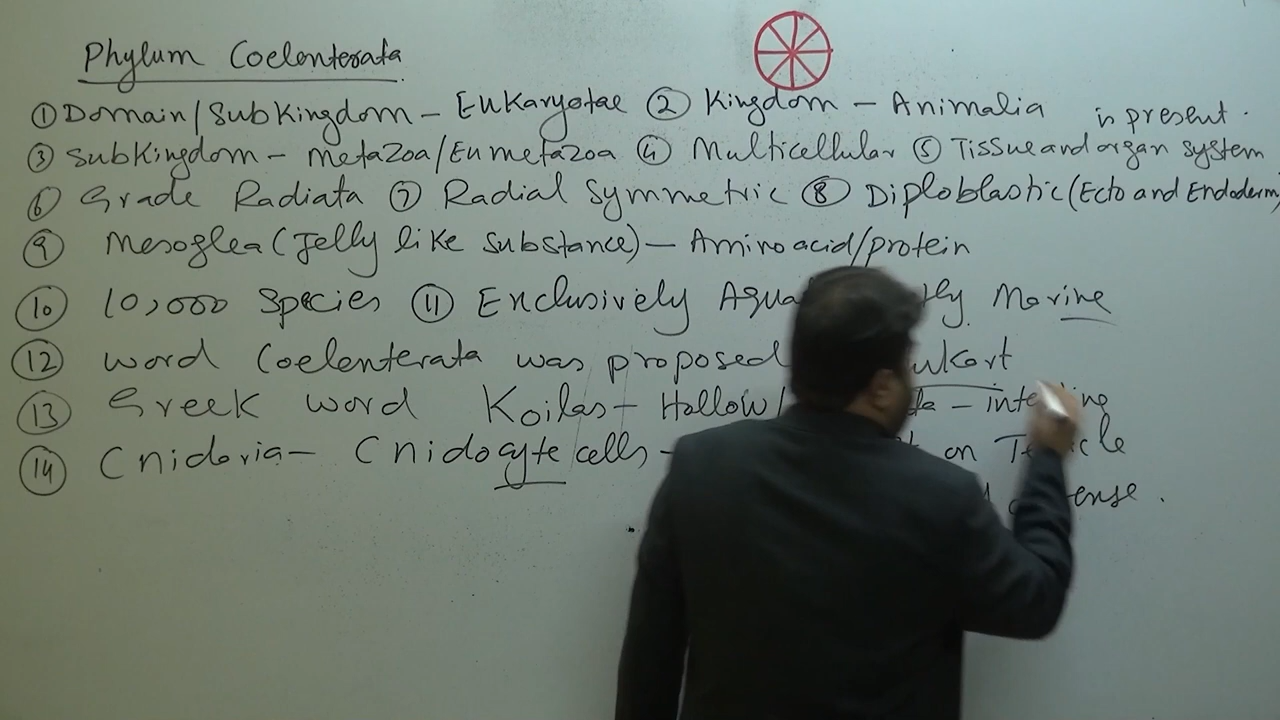 Phylum Coelenterata
① Domain/Subkingdom - Eukaryotae ② Kingdom - Animalia
is present.
③ Subkingdom - Metazoa/Eumetazoa ④ Multicellular ⑤ Tissue and organ system
⑥ Grade Radiata ⑦ Radial Symmetric ⑧ Diploblastic (Ecto and Endoderm)
⑨ Mesoglea (Jelly like substance) - Amino acid/protein
⑩ 10,000 Species ⑪ Exclusively Marine
⑫ word Coelenterata was proposed
⑬ Greek word Koilas - Hollow/ -
⑭ Cnidaria - Cnidocyte cells - on